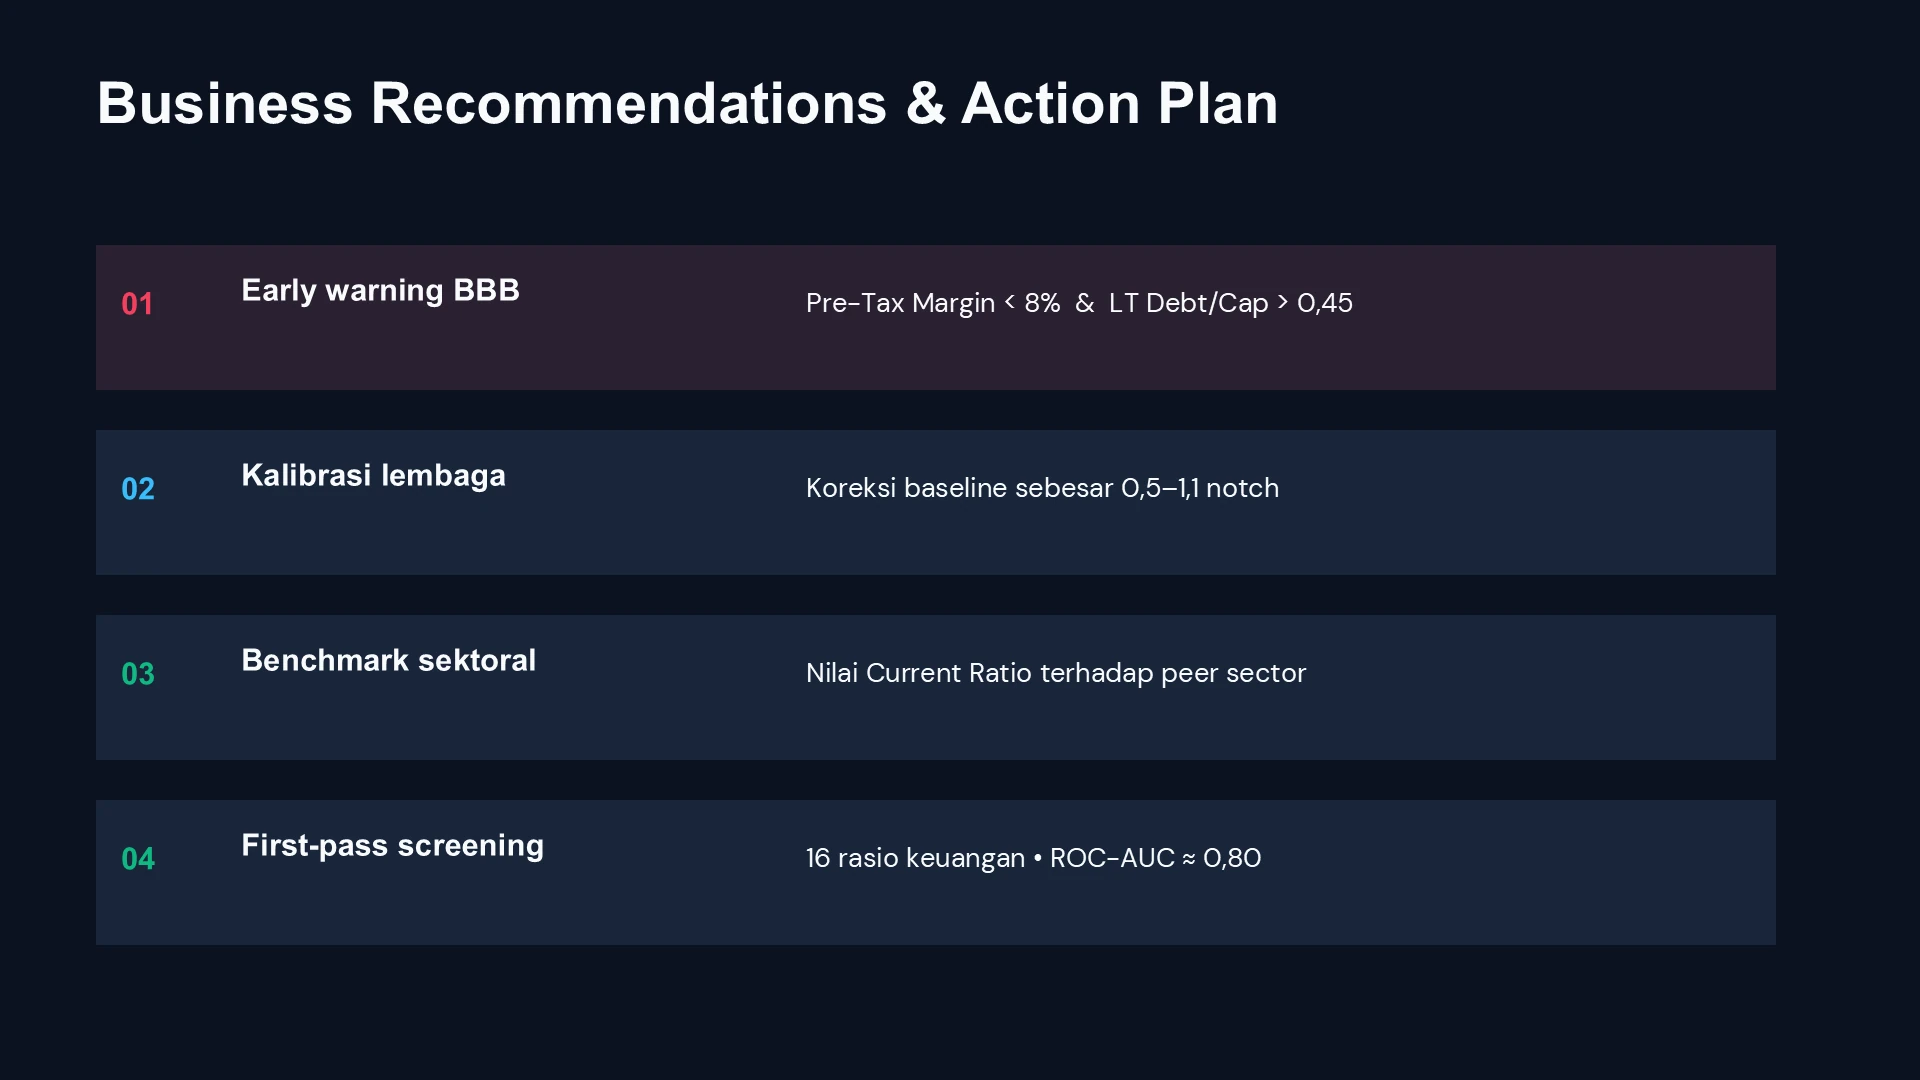 Business Recommendations & Action Plan
01
Early warning BBB
Pre-Tax Margin < 8% & LT Debt/Cap > 0,45
02
Kalibrasi lembaga
Koreksi baseline sebesar 0,5–1,1 notch
03
Benchmark sektoral
Nilai Current Ratio terhadap peer sector
04
First-pass screening
16 rasio keuangan • ROC-AUC ≈ 0,80